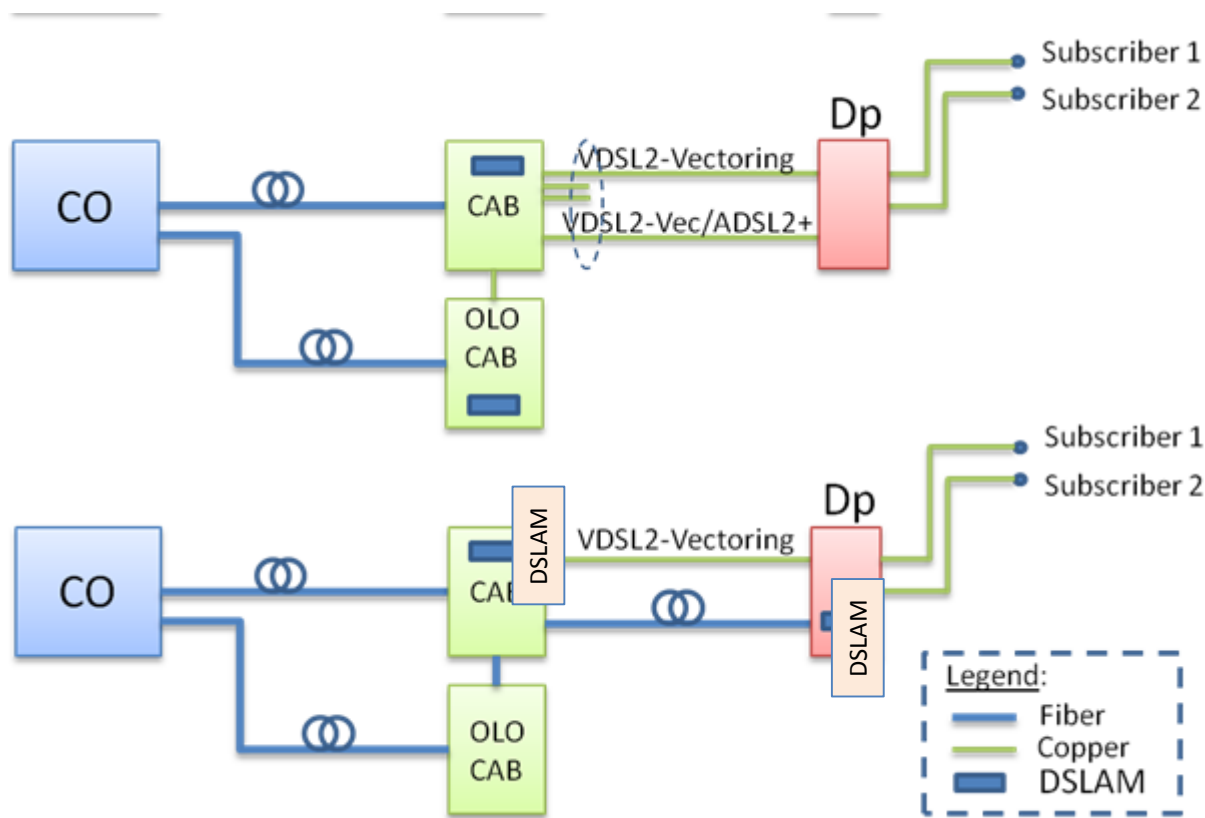 Subscriber 1
Subscriber 2
Dp
VDSL2-Vectoring
CO
CAB
VDSL2-Vec/ADSL2+
OLO
CAB
Subscriber 1
Subscriber 2
Dp
DSLAM
VDSL2-Vectoring
CO
CAB
DSLAM
Legend:
Fiber
Copper
DSLAM
OLO
CAB